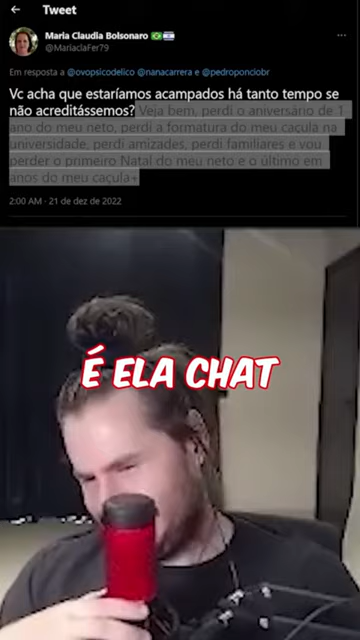 Tweet
Maria Claudia Bolsonaro 🇧🇷🇮🇱
@MariaclaFer79
Em resposta a @ovopsicodelico @nanacarrera e @pedroponciobr
Vc acha que estaríamos acampados há tanto tempo se
não acreditássemos? Veja bem, perdi o aniversário de 1
ano do meu neto, perdi a formatura do meu caçula na
universidade, perdi amizades, perdi familiares e vou
perder o primeiro Natal do meu neto e o último em
anos do meu caçula+
2:00 AM · 21 de dez de 2022
É ELA CHAT